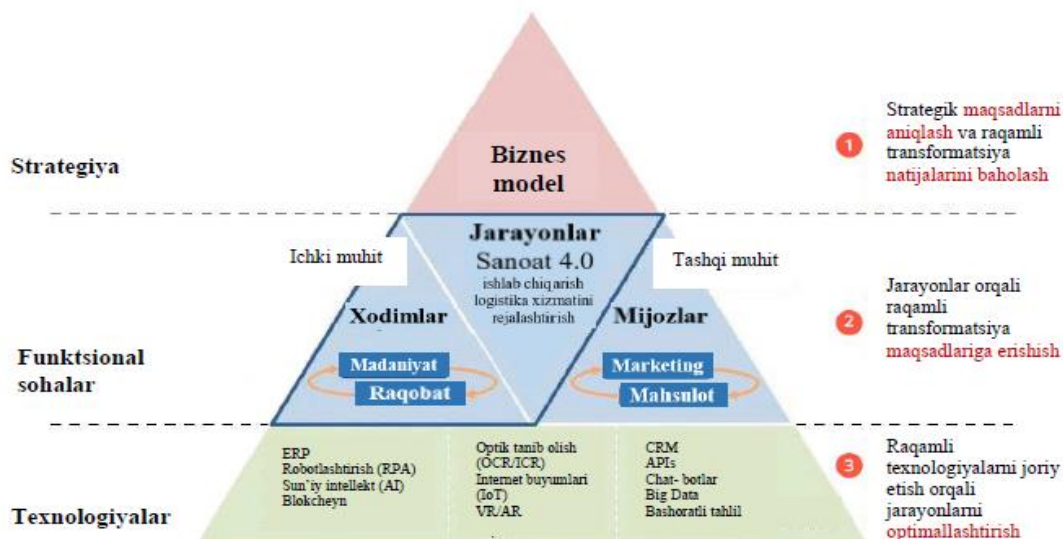 Strategiya
Biznes
model
1
Strategik maqsadlarni
aniqlash va raqamli
transformatsiya
natijalarini baholash
Ichki muhit
Jarayonlar
Sanoat 4.0
ishlab chiqarish
logistika xizmatini
rejalashtirish
Tashqi muhit
Funktsional
sohalar
Xodimlar
Madaniyat
Raqobat
Mijozlar
Marketing
Mahsulot
2
Jarayonlar orqali
raqamli
transformatsiya
maqsadlariga erishish
Texnologiyalar
ERP
Robotlashtirish (RPA)
Sun’iy intellekt (AI)
Blokcheyn
Optik tanib olish
(OCR/ICR)
Internet buyumlari
(IoT)
VR/AR
CRM
APIs
Chat- botlar
Big Data
Bashoratli tahlil
3
Raqamli
texnologiyalarni joriy
etish orqali
jarayonlarni
optimallashtirish